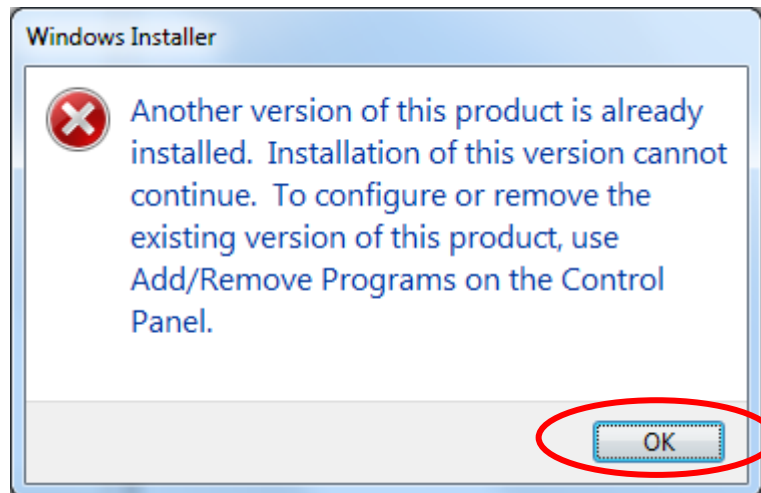 Windows Installer
Another version of this product is already
installed.  Installation of this version cannot
continue.  To configure or remove the
existing version of this product, use
Add/Remove Programs on the Control
Panel.
OK